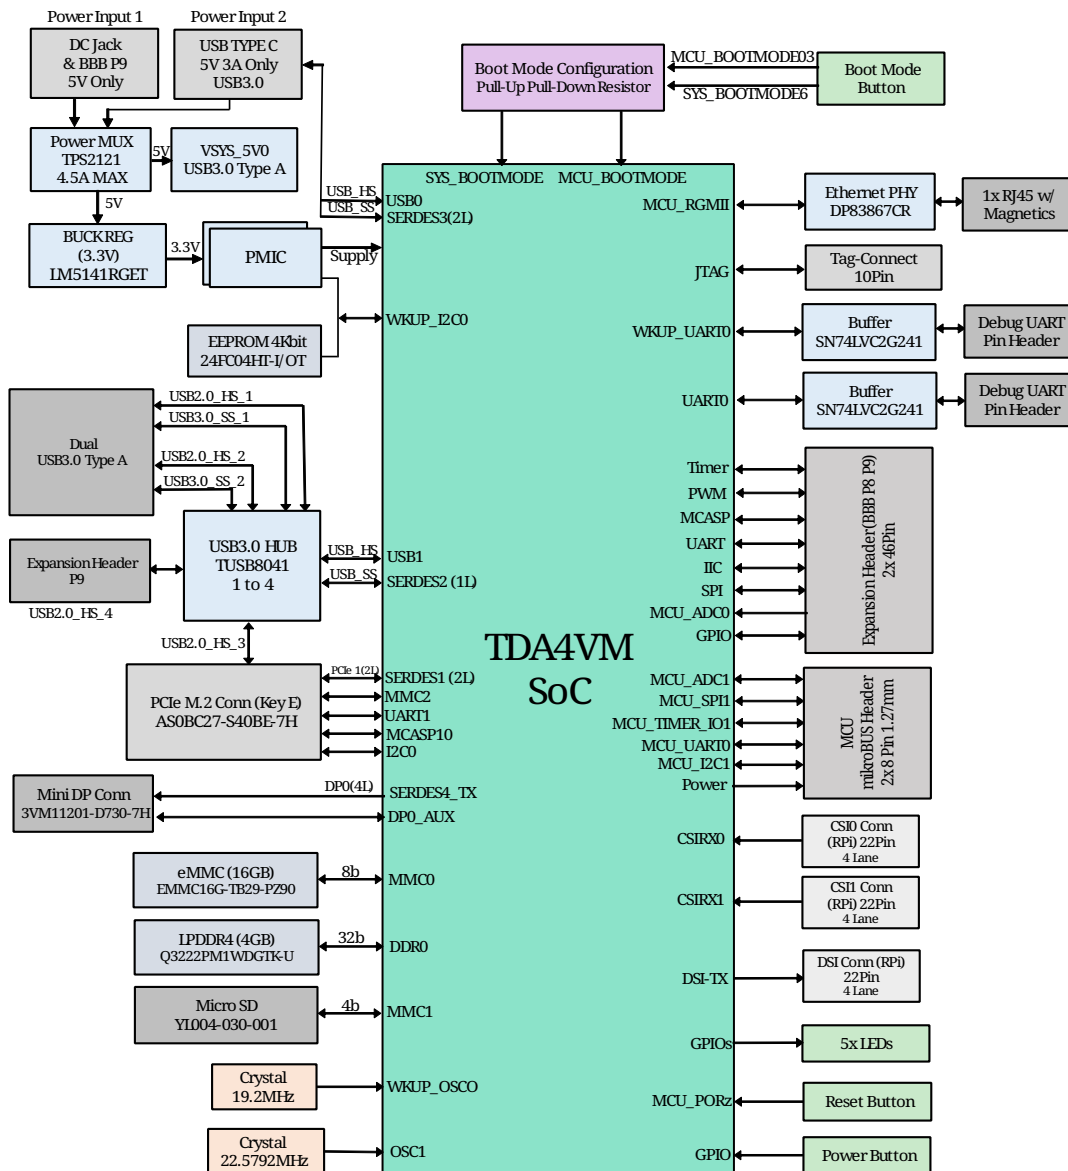 Power Input 1
Power Input 2
DC Jack
& BBB P9
5V Only
USB TYPE C
5V 3A Only
USB3.0
Boot Mode Configuration
Pull-Up Pull-Down Resistor
MCU_BOOTMODE03
SYS_BOOTMODE6
Boot Mode
Button
Power MUX
TPS2121
4.5A MAX
5V
VSYS_5V0
USB3.0 Type A
5V
BUCK REG
(3.3V)
LM5141RGET
3.3V
PMIC
Supply
EEPROM 4Kbit
24FC04HT-I/OT
SYS_BOOTMODE
MCU_BOOTMODE
USB_HS
USB0
USB_SS
SERDES3(2L)
WKUP_I2C0
MCU_RGMII
Ethernet PHY
DP83867CR
1x RJ45 w/
Magnetics
JTAG
Tag-Connect
10Pin
WKUP_UART0
Buffer
SN74LVC2G241
Debug UART
Pin Header
UART0
Buffer
SN74LVC2G241
Debug UART
Pin Header
Dual
USB3.0 Type A
USB2.0_HS_1
USB3.0_SS_1
USB2.0_HS_2
USB3.0_SS_2
USB3.0 HUB
TUSB8041
1 to 4
Expansion Header
P9
USB2.0_HS_4
USB2.0_HS_3
USB_HS
USB1
USB_SS
SERDES2 (1L)
Timer
PWM
MCASP
UART
IIC
SPI
MCU_ADC0
GPIO
Expansion Header (BBB P8 P9)
2x 46Pin
TDA4VM
SoC
PCIe M.2 Conn (Key E)
AS0BC27-S40BE-7H
PCIe 1(2L)
SERDES1 (2L)
MMC2
UART1
MCASP10
I2C0
MCU_ADC1
MCU_SPI1
MCU_TIMER_IO1
MCU_UART0
MCU_I2C1
Power
MCU
mikroBUS Header
2x8 Pin 1.27mm
Mini DP Conn
3VM11201-D730-7H
DP0(4L)
SERDES4_TX
DP0_AUX
CSIRX0
CSI0 Conn
(RPi) 22Pin
4 Lane
eMMC (16GB)
EMMC16G-TB29-PZ90
8b
MMC0
CSIRX1
CSI1 Conn
(RPi) 22Pin
4 Lane
LPDDR4 (4GB)
Q3222PM1WDGTK-U
32b
DDR0
DSI-TX
DSI Conn (RPi)
22Pin
4 Lane
Micro SD
YL004-030-001
4b
MMC1
GPIOs
5x LEDs
Crystal
19.2MHz
WKUP_OSCO
MCU_PORz
Reset Button
Crystal
22.5792MHz
OSC1
GPIO
Power Button